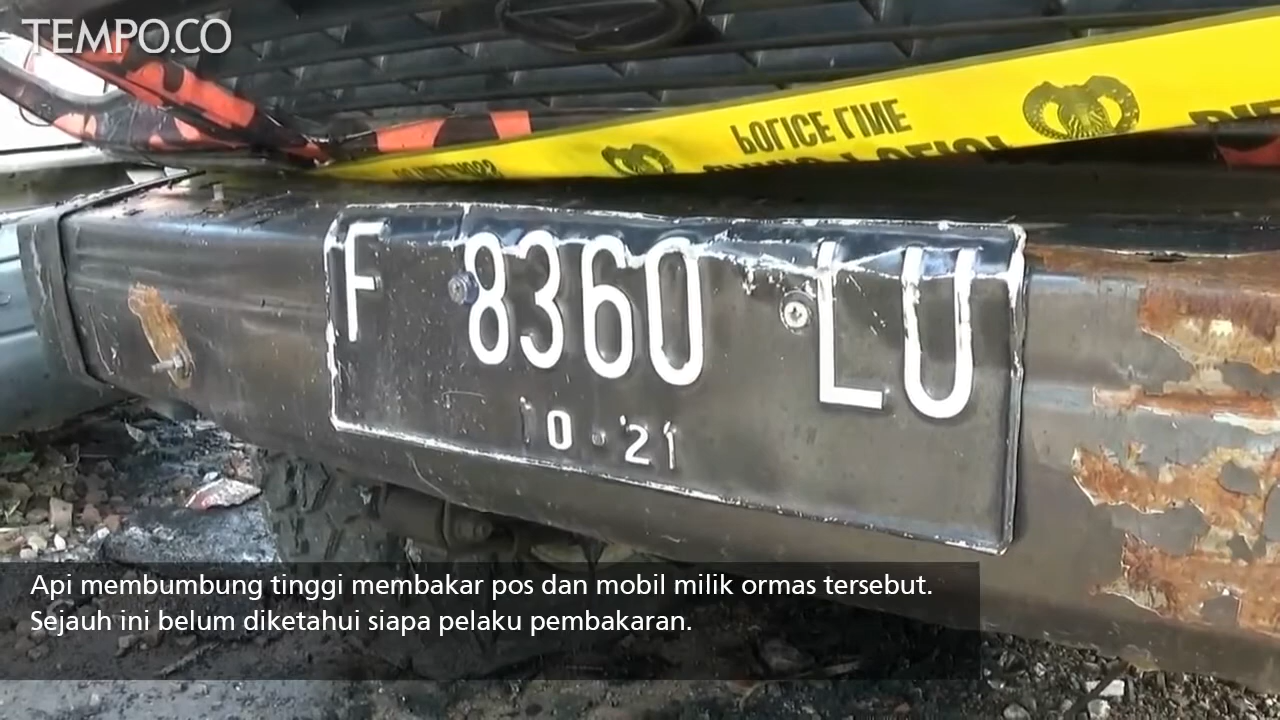 TEMPO.CO
POLICE LINE
F 8360 LU
10 · 21
Api membumbung tinggi membakar pos dan mobil milik ormas tersebut.
Sejauh ini belum diketahui siapa pelaku pembakaran.